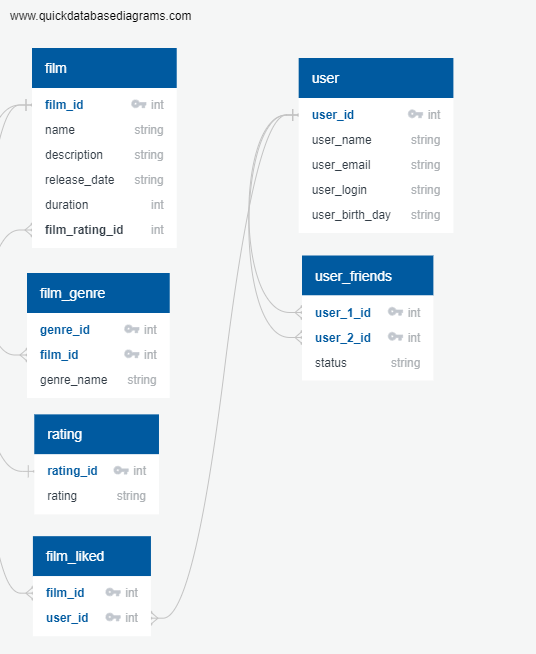 www.quickdatabasediagrams.com
film
film_id int
name string
description string
release_date string
duration int
film_rating_id int
film_genre
genre_id int
film_id int
genre_name string
rating
rating_id int
rating string
film_liked
film_id int
user_id int
user
user_id int
user_name string
user_email string
user_login string
user_birth_day string
user_friends
user_1_id int
user_2_id int
status string